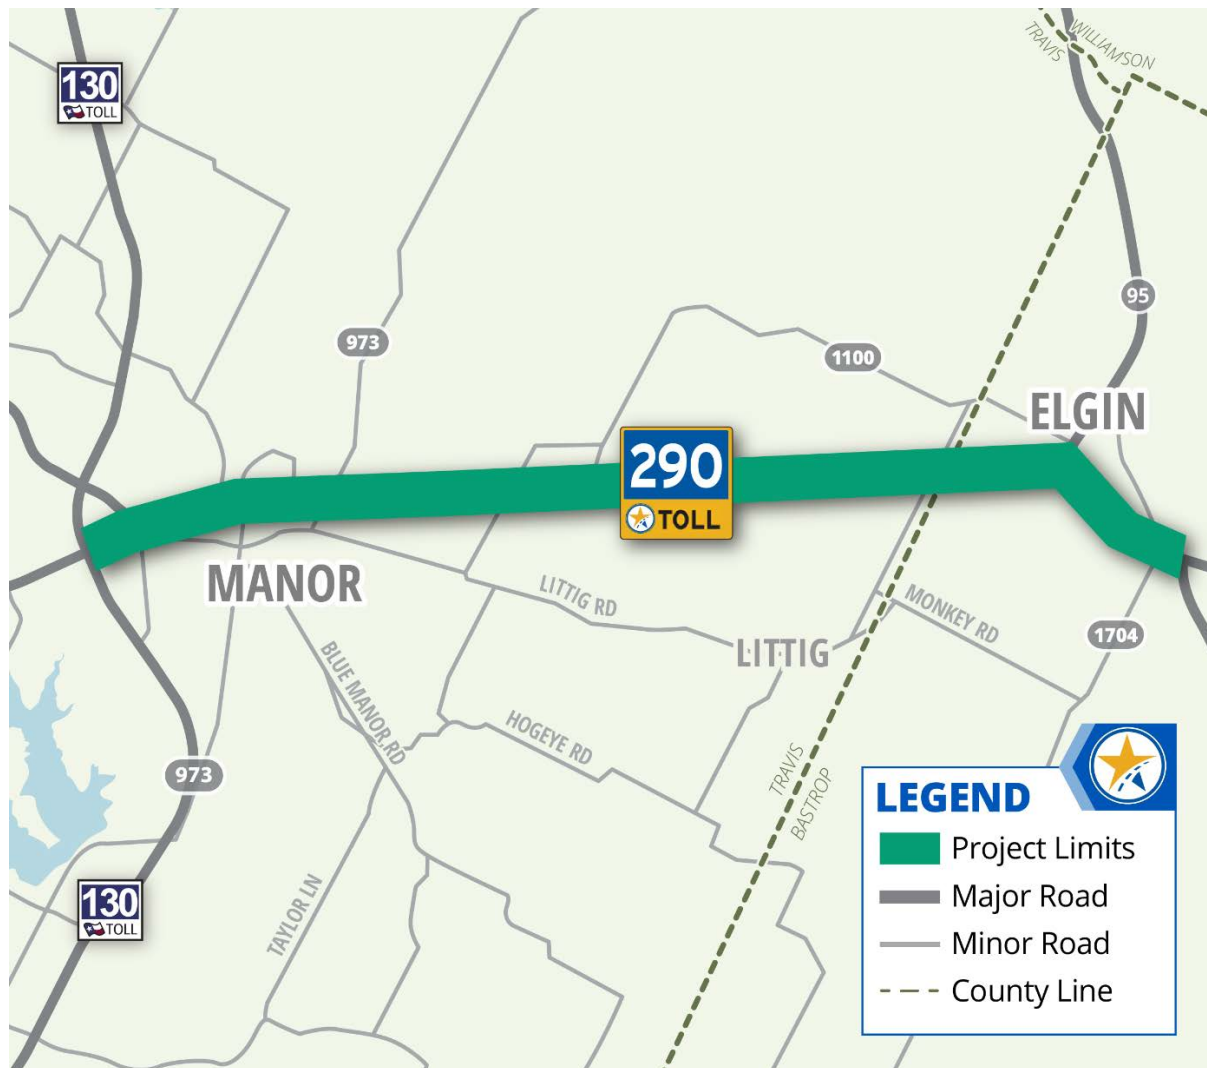 WILLIAMSON
TRAVIS
130
TOLL
95
973
1100
ELGIN
290
TOLL
MANOR
LITTIG RD
MONKEY RD
1704
LITTIG
BLUE MANOR RD
HOGEYE RD
973
TRAVIS
BASTROP
130
TOLL
TAYLOR LN
LEGEND
Project Limits
Major Road
Minor Road
County Line